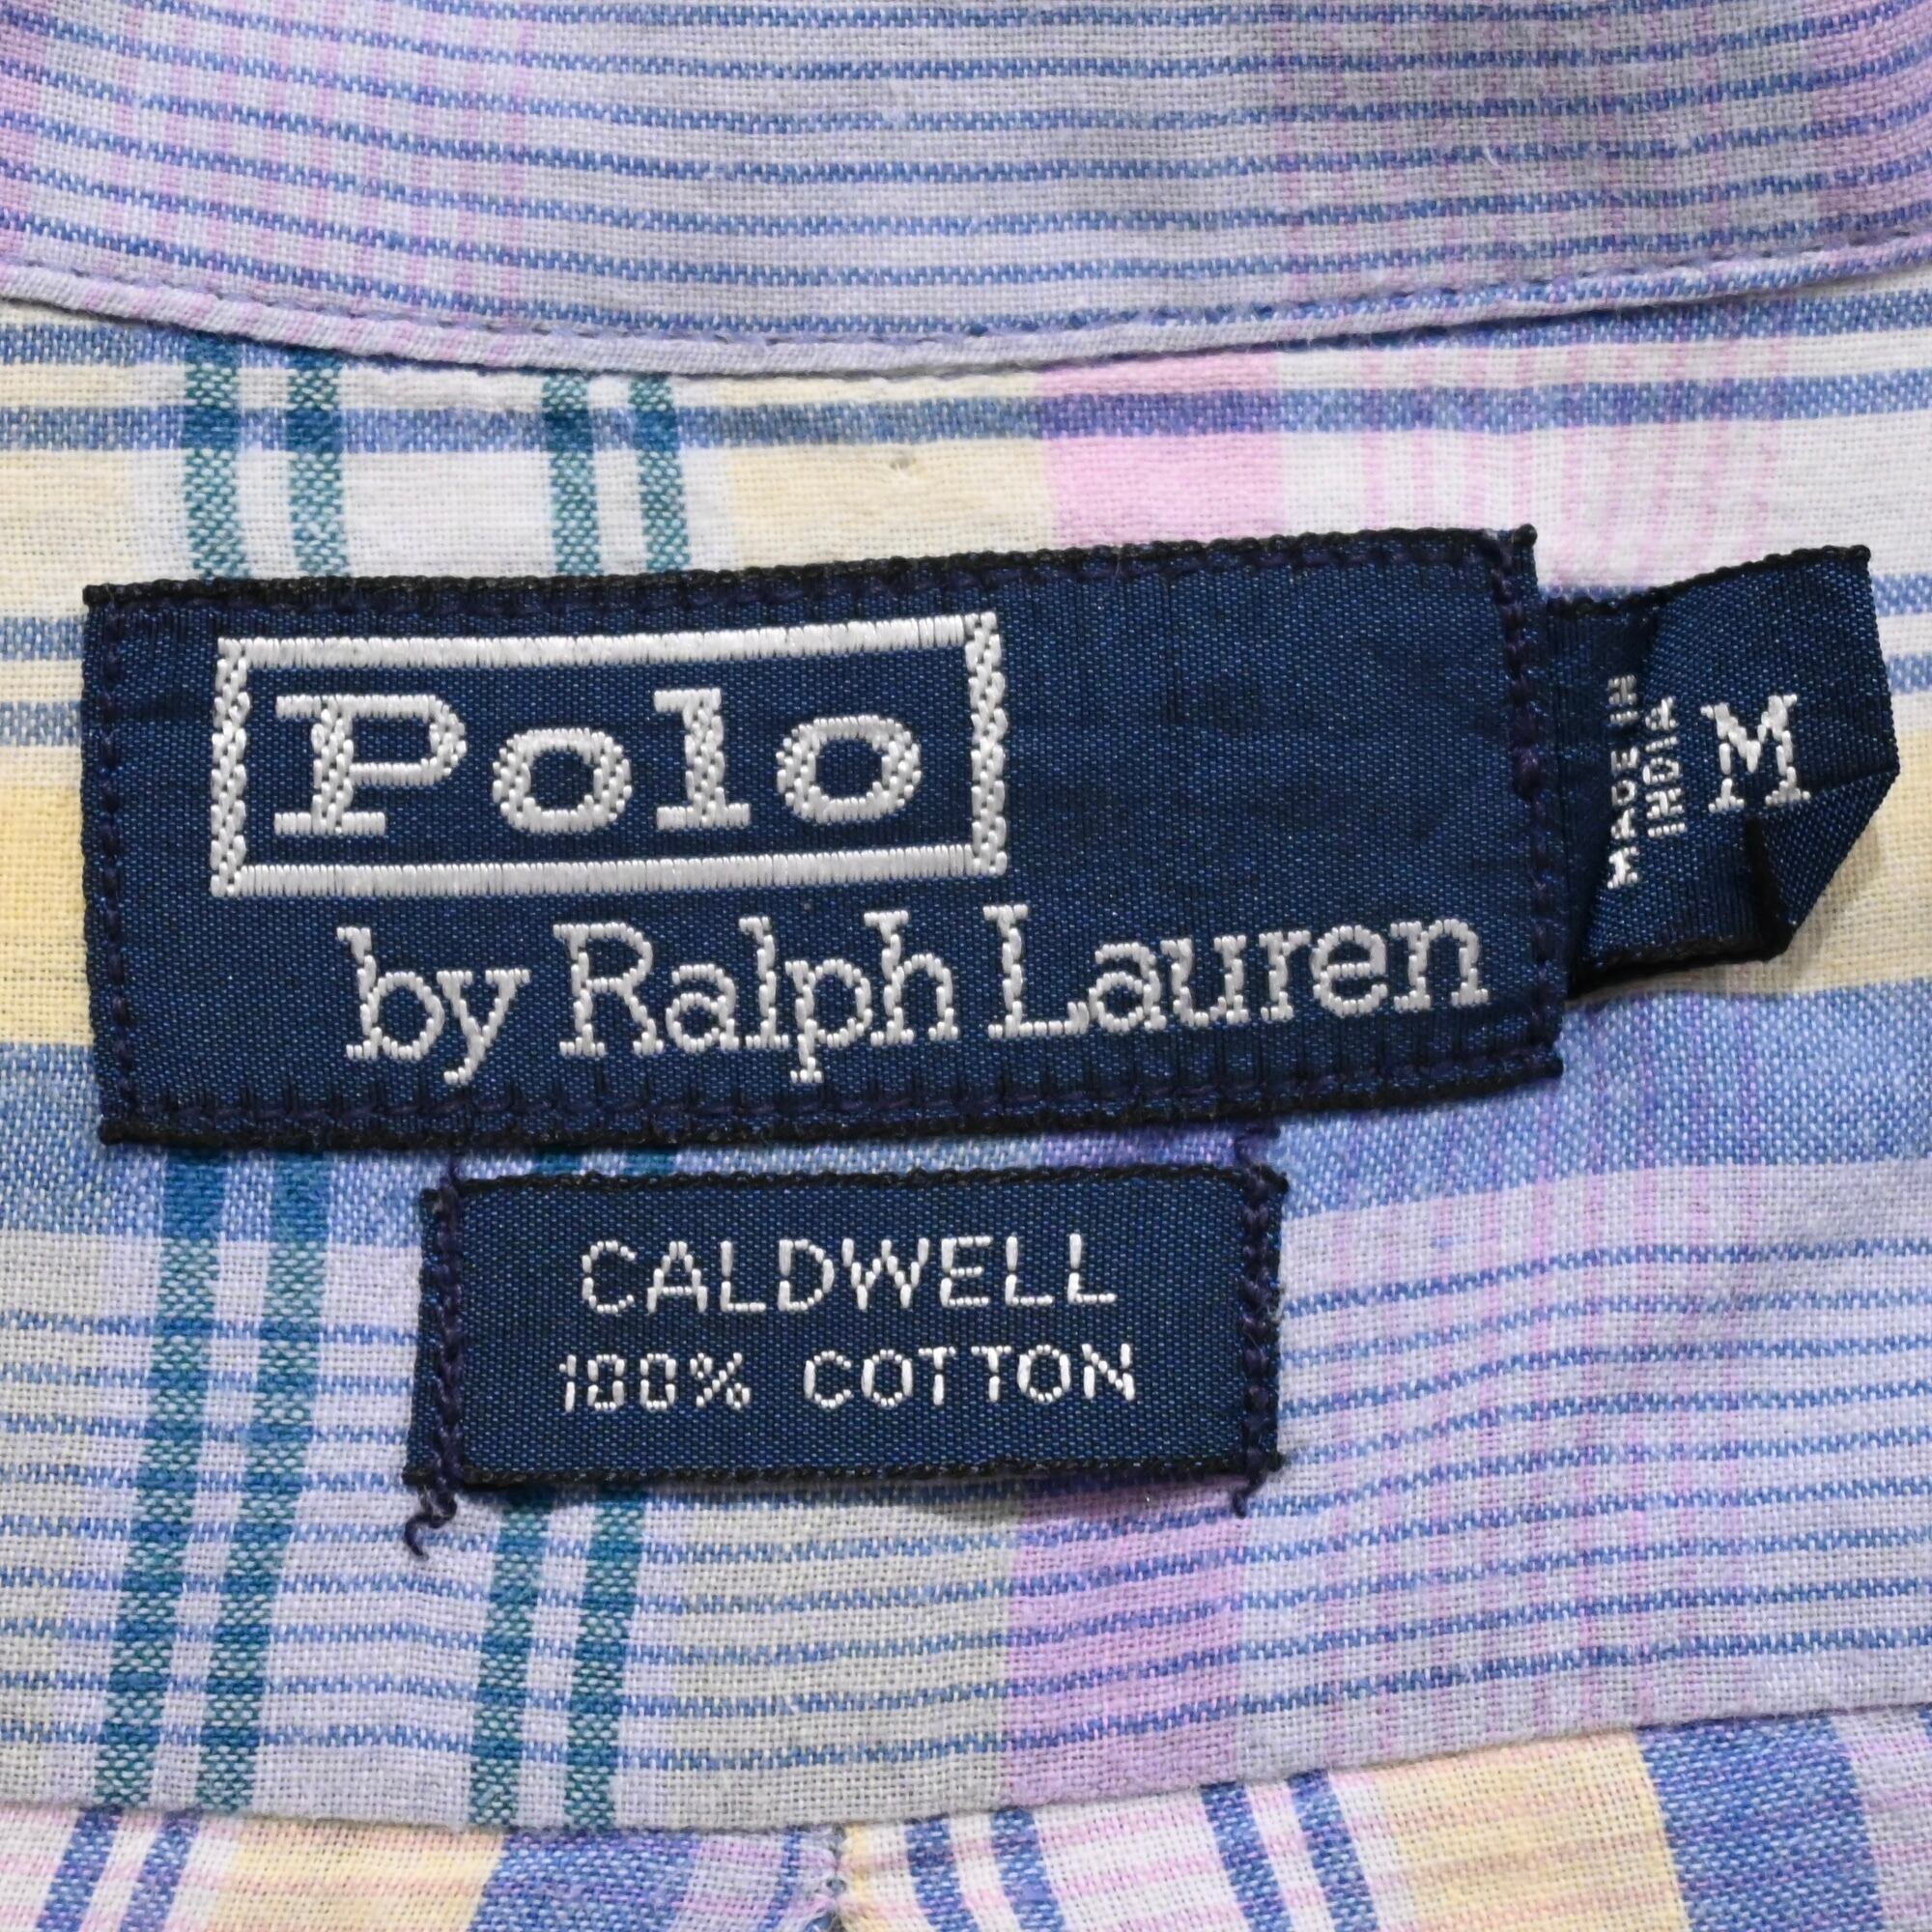 Polo
by Ralph Lauren
MADE IN
INDIA
M
CALDWELL
100% COTTON